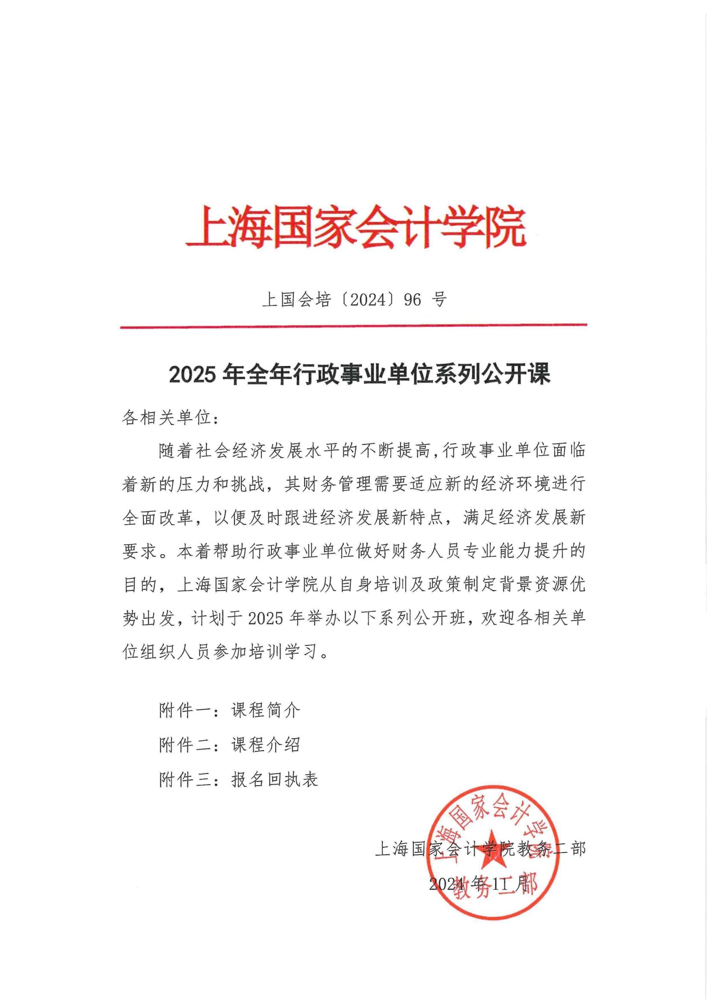 上海国家会计学院
上国会培〔2024〕96 号
2025 年全年行政事业单位系列公开课
各相关单位：
随着社会经济发展水平的不断提高,行政事业单位面临
着新的压力和挑战，其财务管理需要适应新的经济环境进行
全面改革，以便及时跟进经济发展新特点，满足经济发展新
要求。本着帮助行政事业单位做好财务人员专业能力提升的
目的，上海国家会计学院从自身培训及政策制定背景资源优
势出发，计划于 2025 年举办以下系列公开班，欢迎各相关单
位组织人员参加培训学习。
附件一：课程简介
附件二：课程介绍
附件三：报名回执表
上海国家会计学院教务二部
2024 年 11 月
上海国家会计学院
教务二部